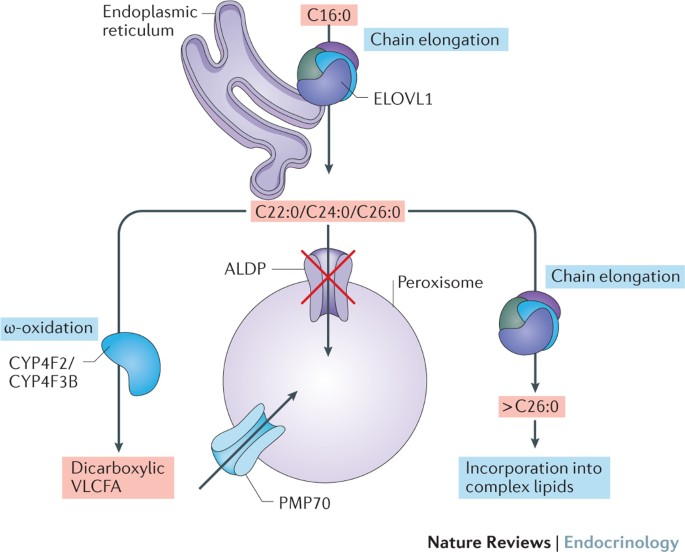 Endoplasmic
reticulum
C16:0
Chain elongation
ELOVL1
C22:0/C24:0/C26:0
ALDP
Peroxisome
Chain elongation
ω-oxidation
CYP4F2/
CYP4F3B
>C26:0
Dicarboxylic
VLCFA
PMP70
Incorporation into
complex lipids
Nature Reviews | Endocrinology